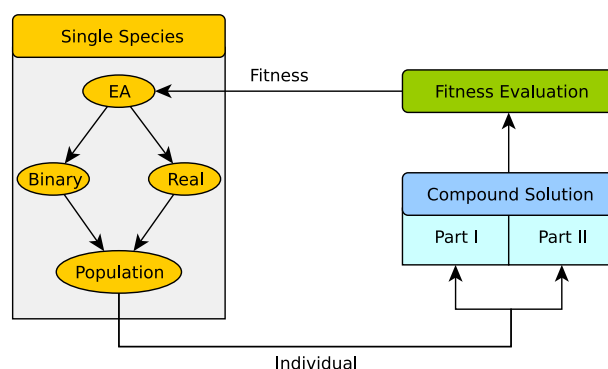 Single Species
EA
Binary
Real
Population
Fitness
Fitness Evaluation
Compound Solution
Part I
Part II
Individual